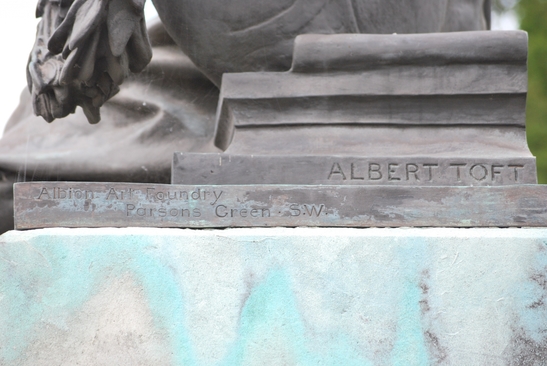 ALBERT TOFT
Albion Art Foundry
Parsons Green · S.W.